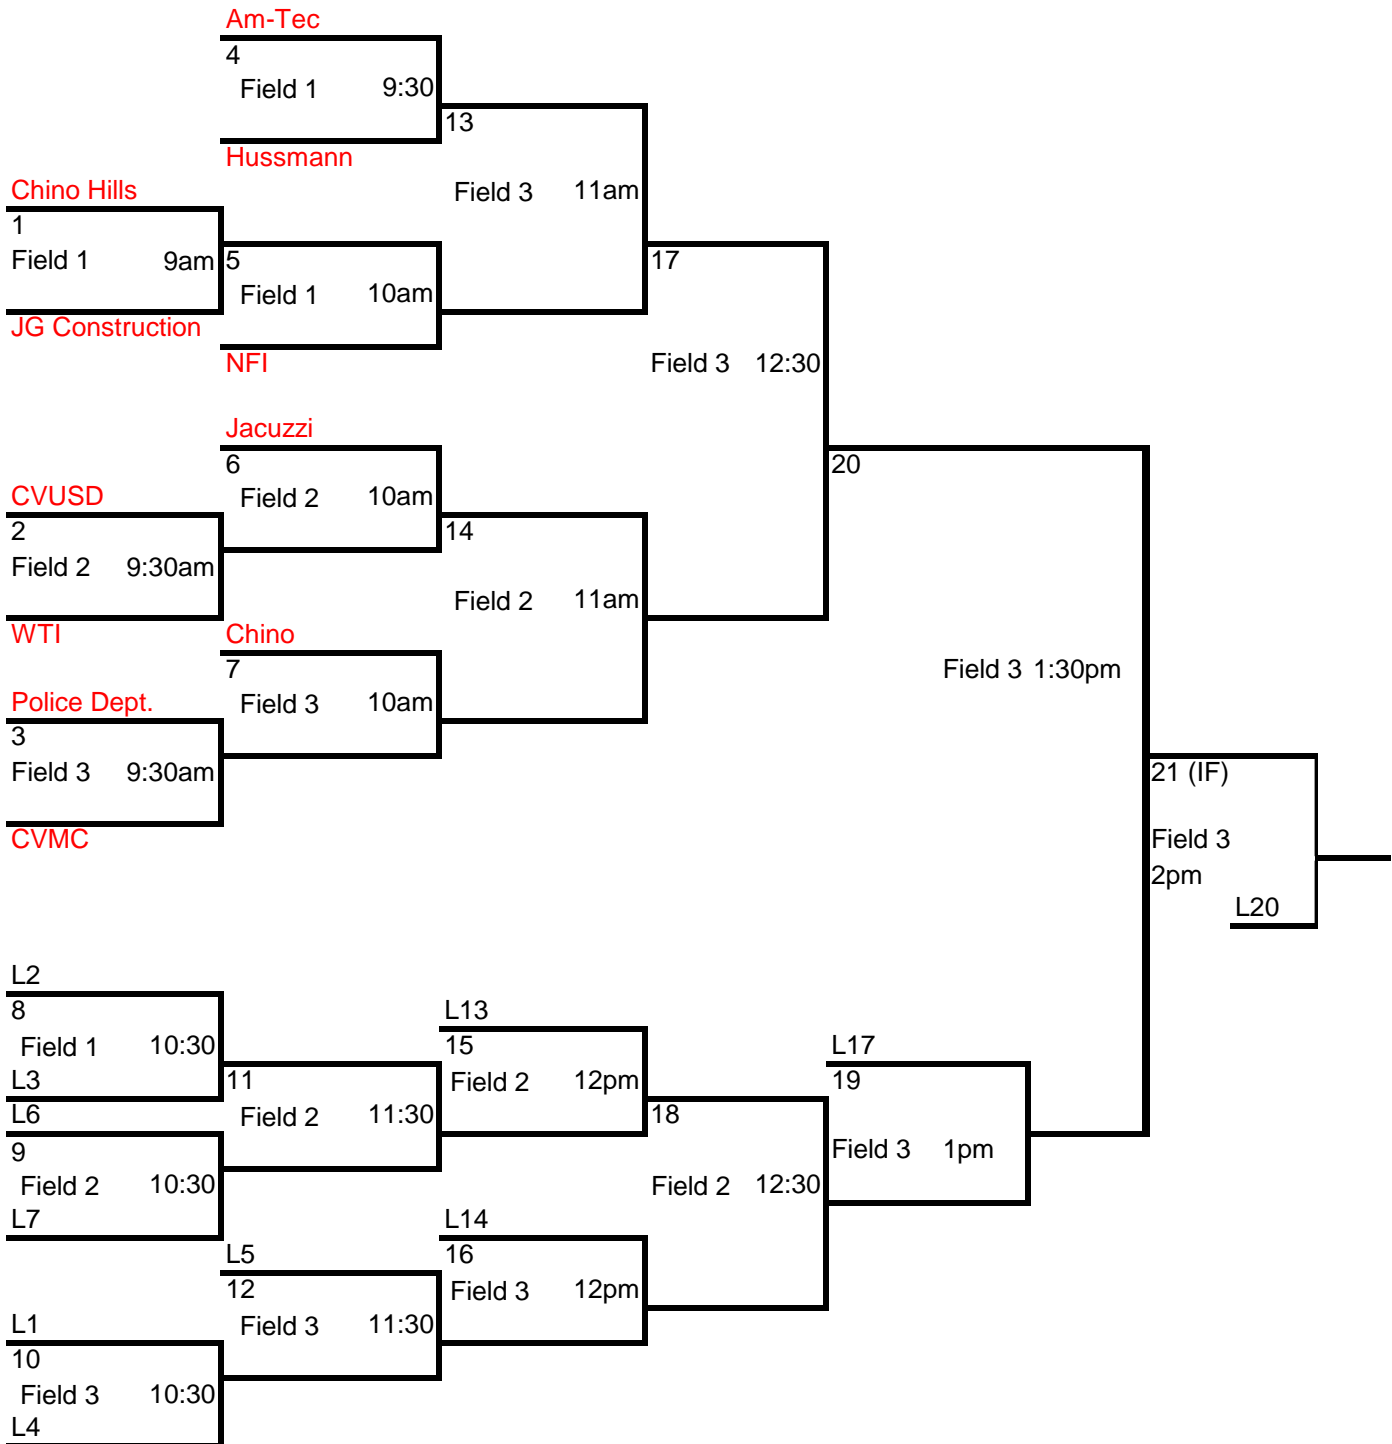 Am-Tec
4
Field 1 9:30
13
Hussmann
Chino Hills
Field 3 11am
1
Field 1 9am
5
17
Field 1 10am
JG Construction
NFI
Field 3 12:30
Jacuzzi
6
20
CVUSD
Field 2 10am
2
14
Field 2 9:30am
Field 2 11am
WTI
Chino
7
Field 3 1:30pm
Police Dept.
Field 3 10am
3
Field 3 9:30am
21 (IF)
CVMC
Field 3
2pm
L20
L2
8
L13
Field 1 10:30
15
L17
L3
11
Field 2 12pm
19
L6
Field 2 11:30
18
9
Field 3 1pm
Field 2 10:30
Field 2 12:30
L7
L14
L5
16
12
Field 3 12pm
L1
Field 3 11:30
10
Field 3 10:30
L4